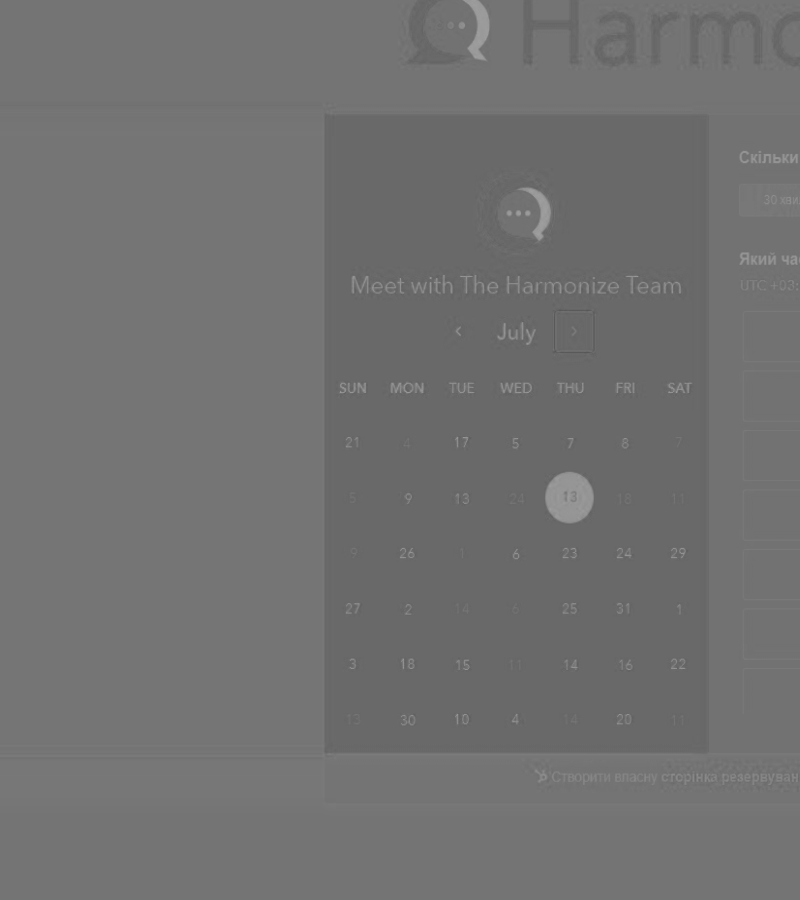 Harmo
Meet with The Harmonize Team
July
SUN MON TUE WED THU FRI SAT
21 4 17 5 7 8 7
5 9 13 24 13 18 11
9 26 1 6 23 24 29
27 2 14 6 25 31 1
3 18 15 11 14 16 22
13 30 10 4 14 20 11
Скільки
30 хви
Який ча
UTC +03:
Створити власну сторінка резервуван